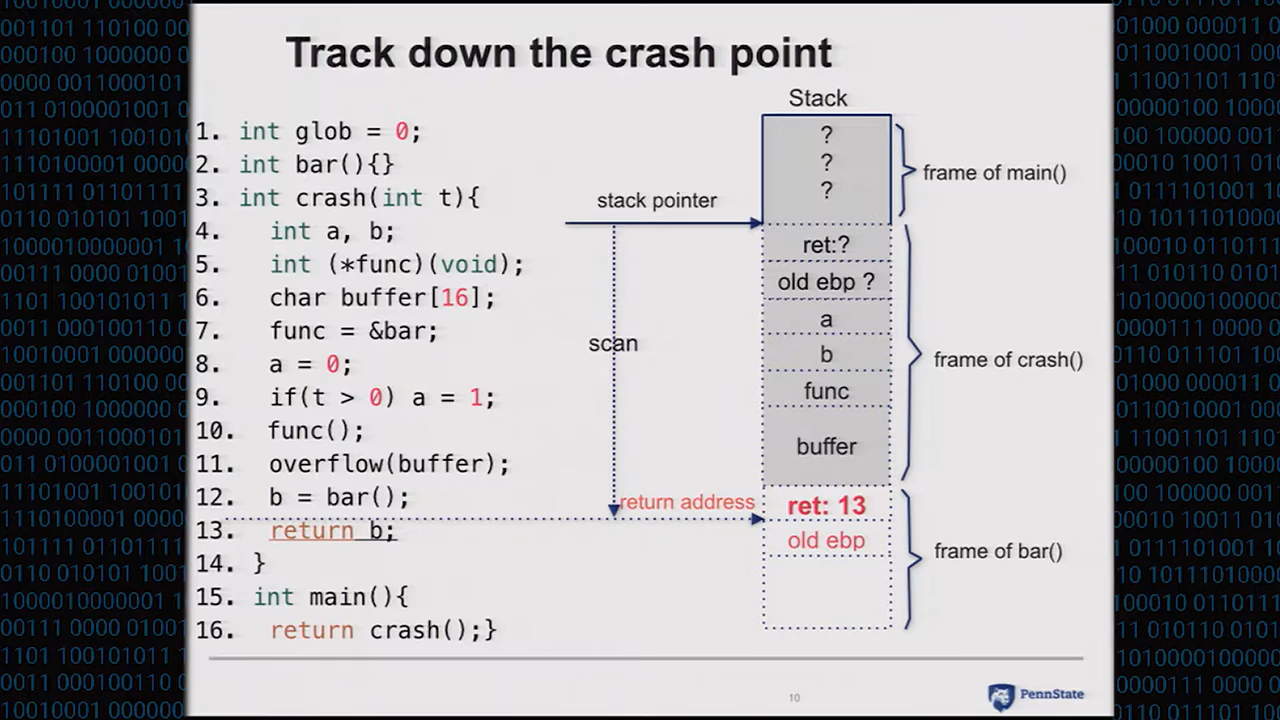 Track down the crash point
Stack
1. int glob = 0;
2. int bar(){}
3. int crash(int t){
4. int a, b;
5. int (*func)(void);
6. char buffer[16];
7. func = &bar;
8. a = 0;
9. if(t > 0) a = 1;
10. func();
11. overflow(buffer);
12. b = bar();
13. return b;
14. }
15. int main(){
16. return crash();}
stack pointer
scan
return address
?
?
?
ret:?
old ebp ?
a
b
func
buffer
ret: 13
old ebp
frame of main()
frame of crash()
frame of bar()
10
PennState